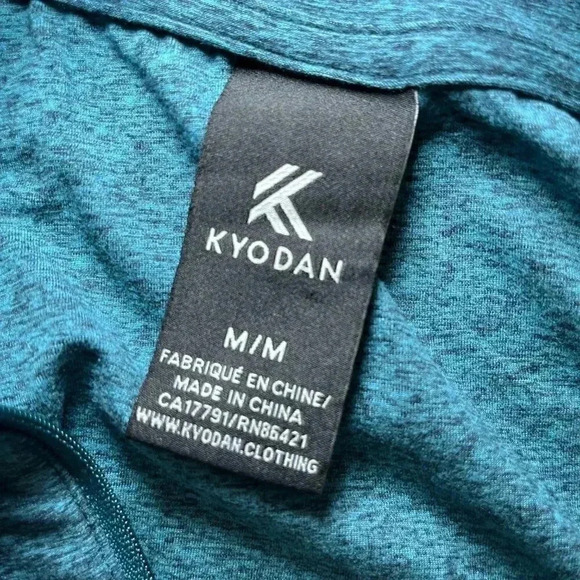 KYODAN
M/M
FABRIQUÉ EN CHINE/
MADE IN CHINA
CA17791/RN86421
WWW.KYODAN.CLOTHING